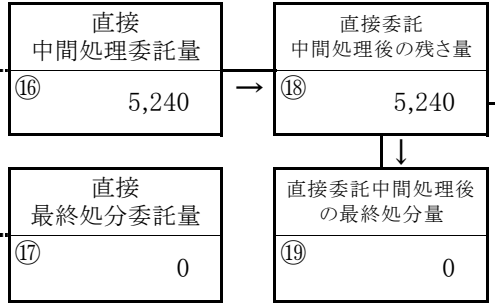 直接
中間処理委託量
⑯
5,240
→
直接委託
中間処理後の残さ量
⑱
5,240
↓
直接
最終処分委託量
⑰
0
直接委託中間処理後
の最終処分量
⑲
0